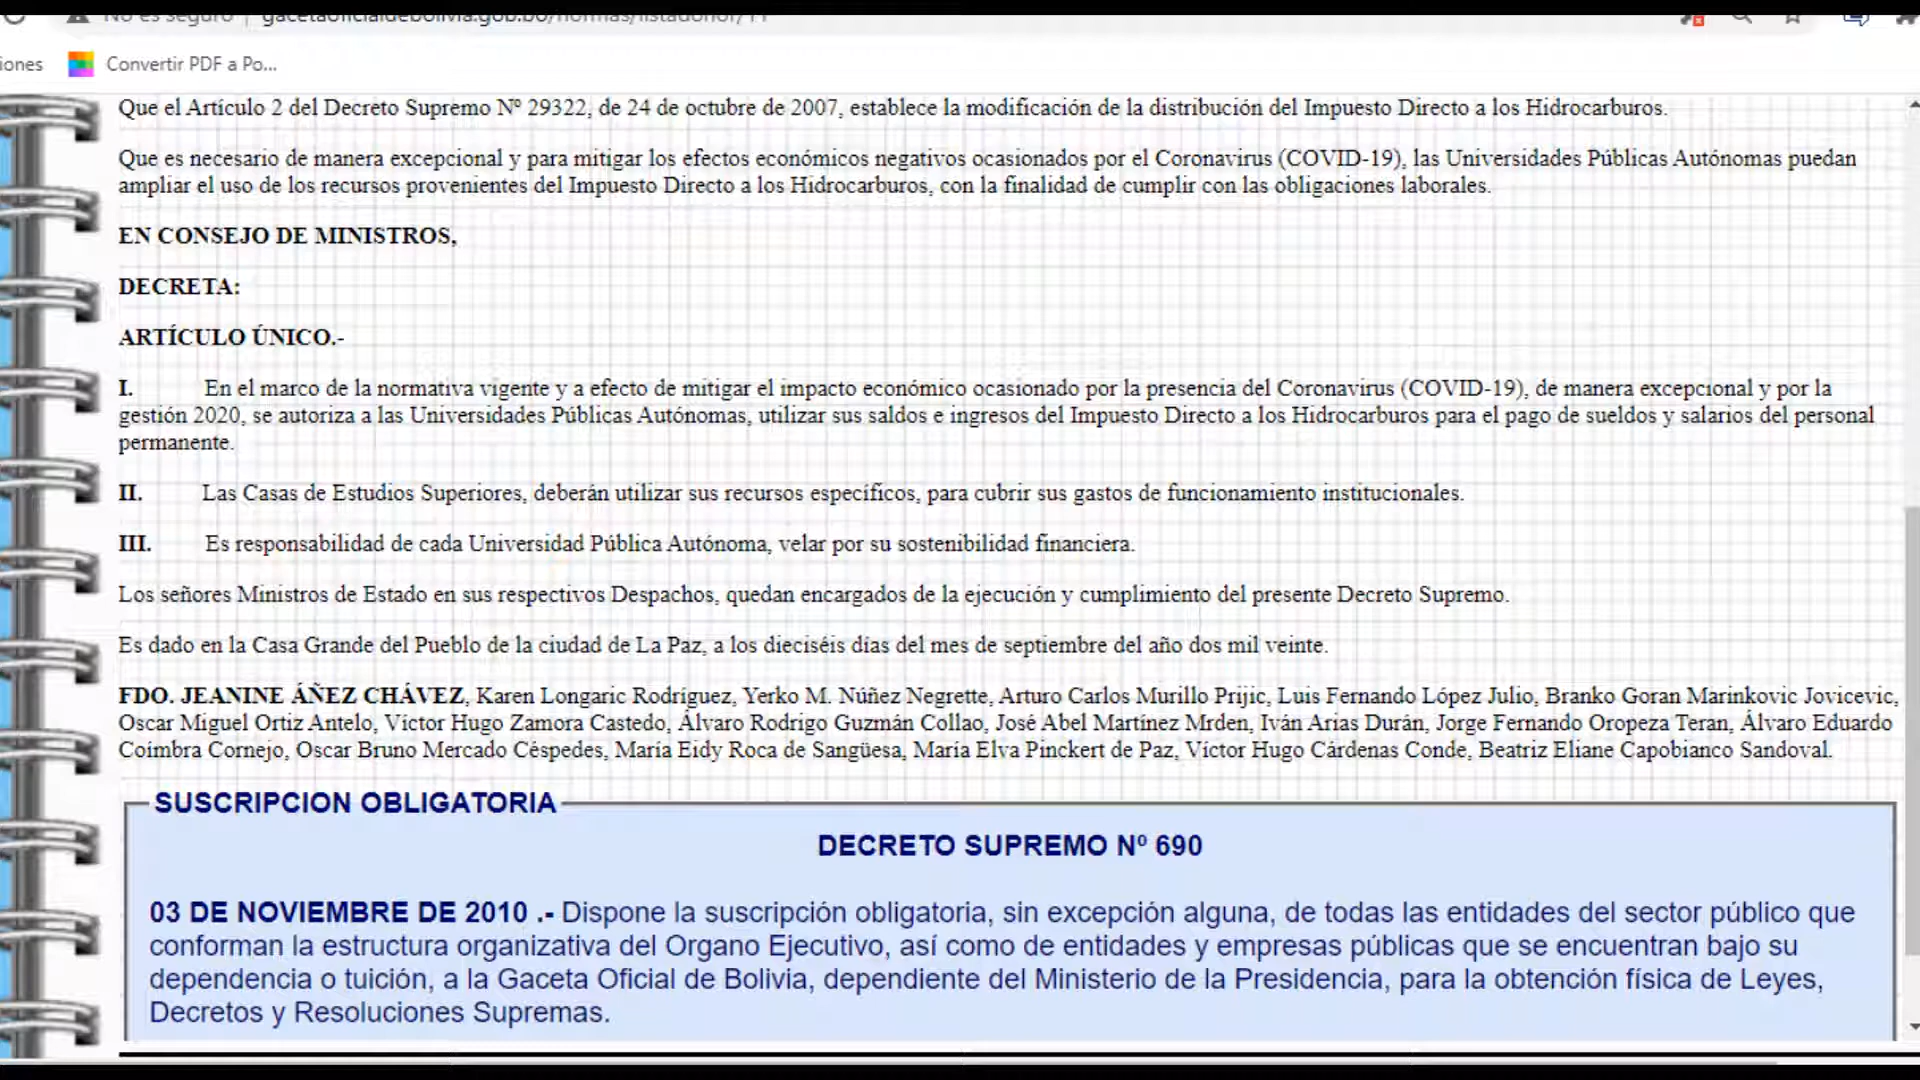 No es seguro | gacetaoficialdebolivia.gob.bo/normas/listadonor/11
iones Convertir PDF a Po...
Que el Artículo 2 del Decreto Supremo Nº 29322, de 24 de octubre de 2007, establece la modificación de la distribución del Impuesto Directo a los Hidrocarburos.
Que es necesario de manera excepcional y para mitigar los efectos económicos negativos ocasionados por el Coronavirus (COVID-19), las Universidades Públicas Autónomas puedan
ampliar el uso de los recursos provenientes del Impuesto Directo a los Hidrocarburos, con la finalidad de cumplir con las obligaciones laborales.
EN CONSEJO DE MINISTROS,
DECRETA:
ARTÍCULO ÚNICO.-
I. En el marco de la normativa vigente y a efecto de mitigar el impacto económico ocasionado por la presencia del Coronavirus (COVID-19), de manera excepcional y por la
gestión 2020, se autoriza a las Universidades Públicas Autónomas, utilizar sus saldos e ingresos del Impuesto Directo a los Hidrocarburos para el pago de sueldos y salarios del personal
permanente.
II. Las Casas de Estudios Superiores, deberán utilizar sus recursos específicos, para cubrir sus gastos de funcionamiento institucionales.
III. Es responsabilidad de cada Universidad Pública Autónoma, velar por su sostenibilidad financiera.
Los señores Ministros de Estado en sus respectivos Despachos, quedan encargados de la ejecución y cumplimiento del presente Decreto Supremo.
Es dado en la Casa Grande del Pueblo de la ciudad de La Paz, a los dieciséis días del mes de septiembre del año dos mil veinte.
FDO. JEANINE ÁÑEZ CHÁVEZ, Karen Longaric Rodríguez, Yerko M. Núñez Negrette, Arturo Carlos Murillo Prijic, Luis Fernando López Julio, Branko Goran Marinkovic Jovicevic,
Oscar Miguel Ortiz Antelo, Víctor Hugo Zamora Castedo, Álvaro Rodrigo Guzmán Collao, José Abel Martínez Mrden, Iván Arias Durán, Jorge Fernando Oropeza Teran, Álvaro Eduardo
Coimbra Cornejo, Oscar Bruno Mercado Céspedes, María Eidy Roca de Sangüesa, María Elva Pinckert de Paz, Víctor Hugo Cárdenas Conde, Beatriz Eliane Capobianco Sandoval.
SUSCRIPCION OBLIGATORIA
DECRETO SUPREMO Nº 690
03 DE NOVIEMBRE DE 2010 .- Dispone la suscripción obligatoria, sin excepción alguna, de todas las entidades del sector público que
conforman la estructura organizativa del Organo Ejecutivo, así como de entidades y empresas públicas que se encuentran bajo su
dependencia o tuición, a la Gaceta Oficial de Bolivia, dependiente del Ministerio de la Presidencia, para la obtención física de Leyes,
Decretos y Resoluciones Supremas.